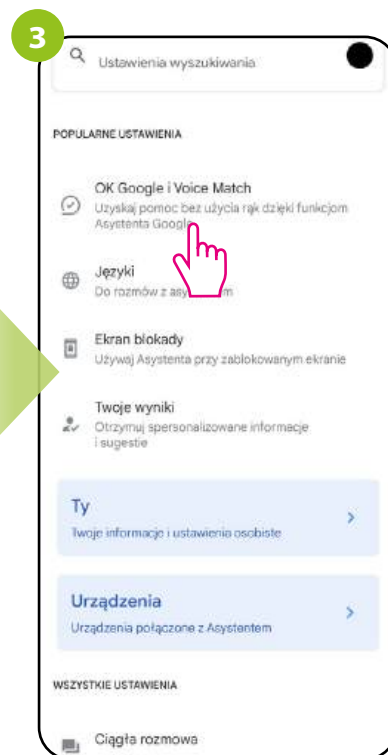 3
Ustawienia wyszukiwania
POPULARNE USTAWIENIA
OK Google i Voice Match
Uzyskaj pomoc bez użycia rąk dzięki funkcjom
Asystenta Google
Języki
Do rozmów z
Ekran blokady
Używaj Asystenta przy zablokowanym ekranie
Twoje wyniki
Otrzymuj spersonalizowane informacje
i sugestie
Ty
Twoje informacje i ustawienia osobiste
Urządzenia
Urządzenia połączone z Asystentem
WSZYSTKIE USTAWIENIA
Ciągła rozmowa